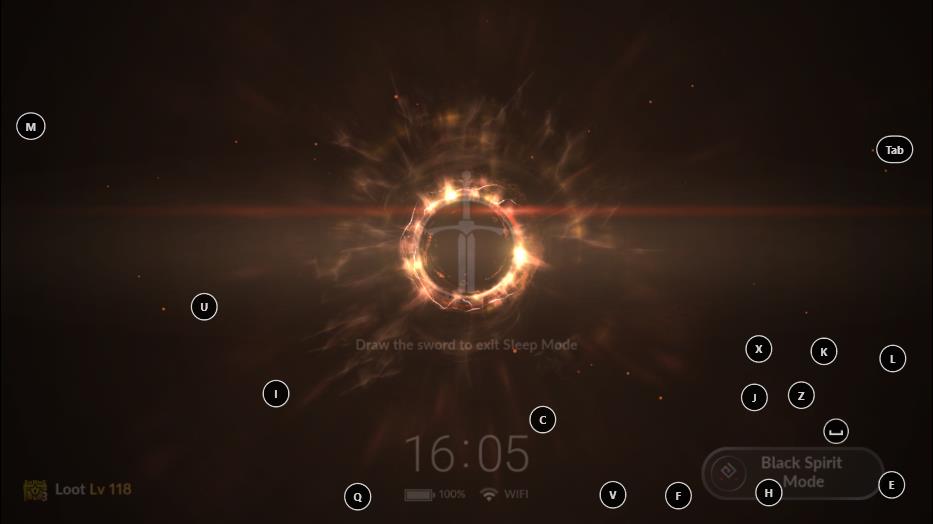 M
Tab
U
Draw the sword to exit Sleep Mode
X
K
L
I
J
Z
C
16:05
Black Spirit
Mode
Loot Lv 118
Q
100%
WIFI
V
F
H
E